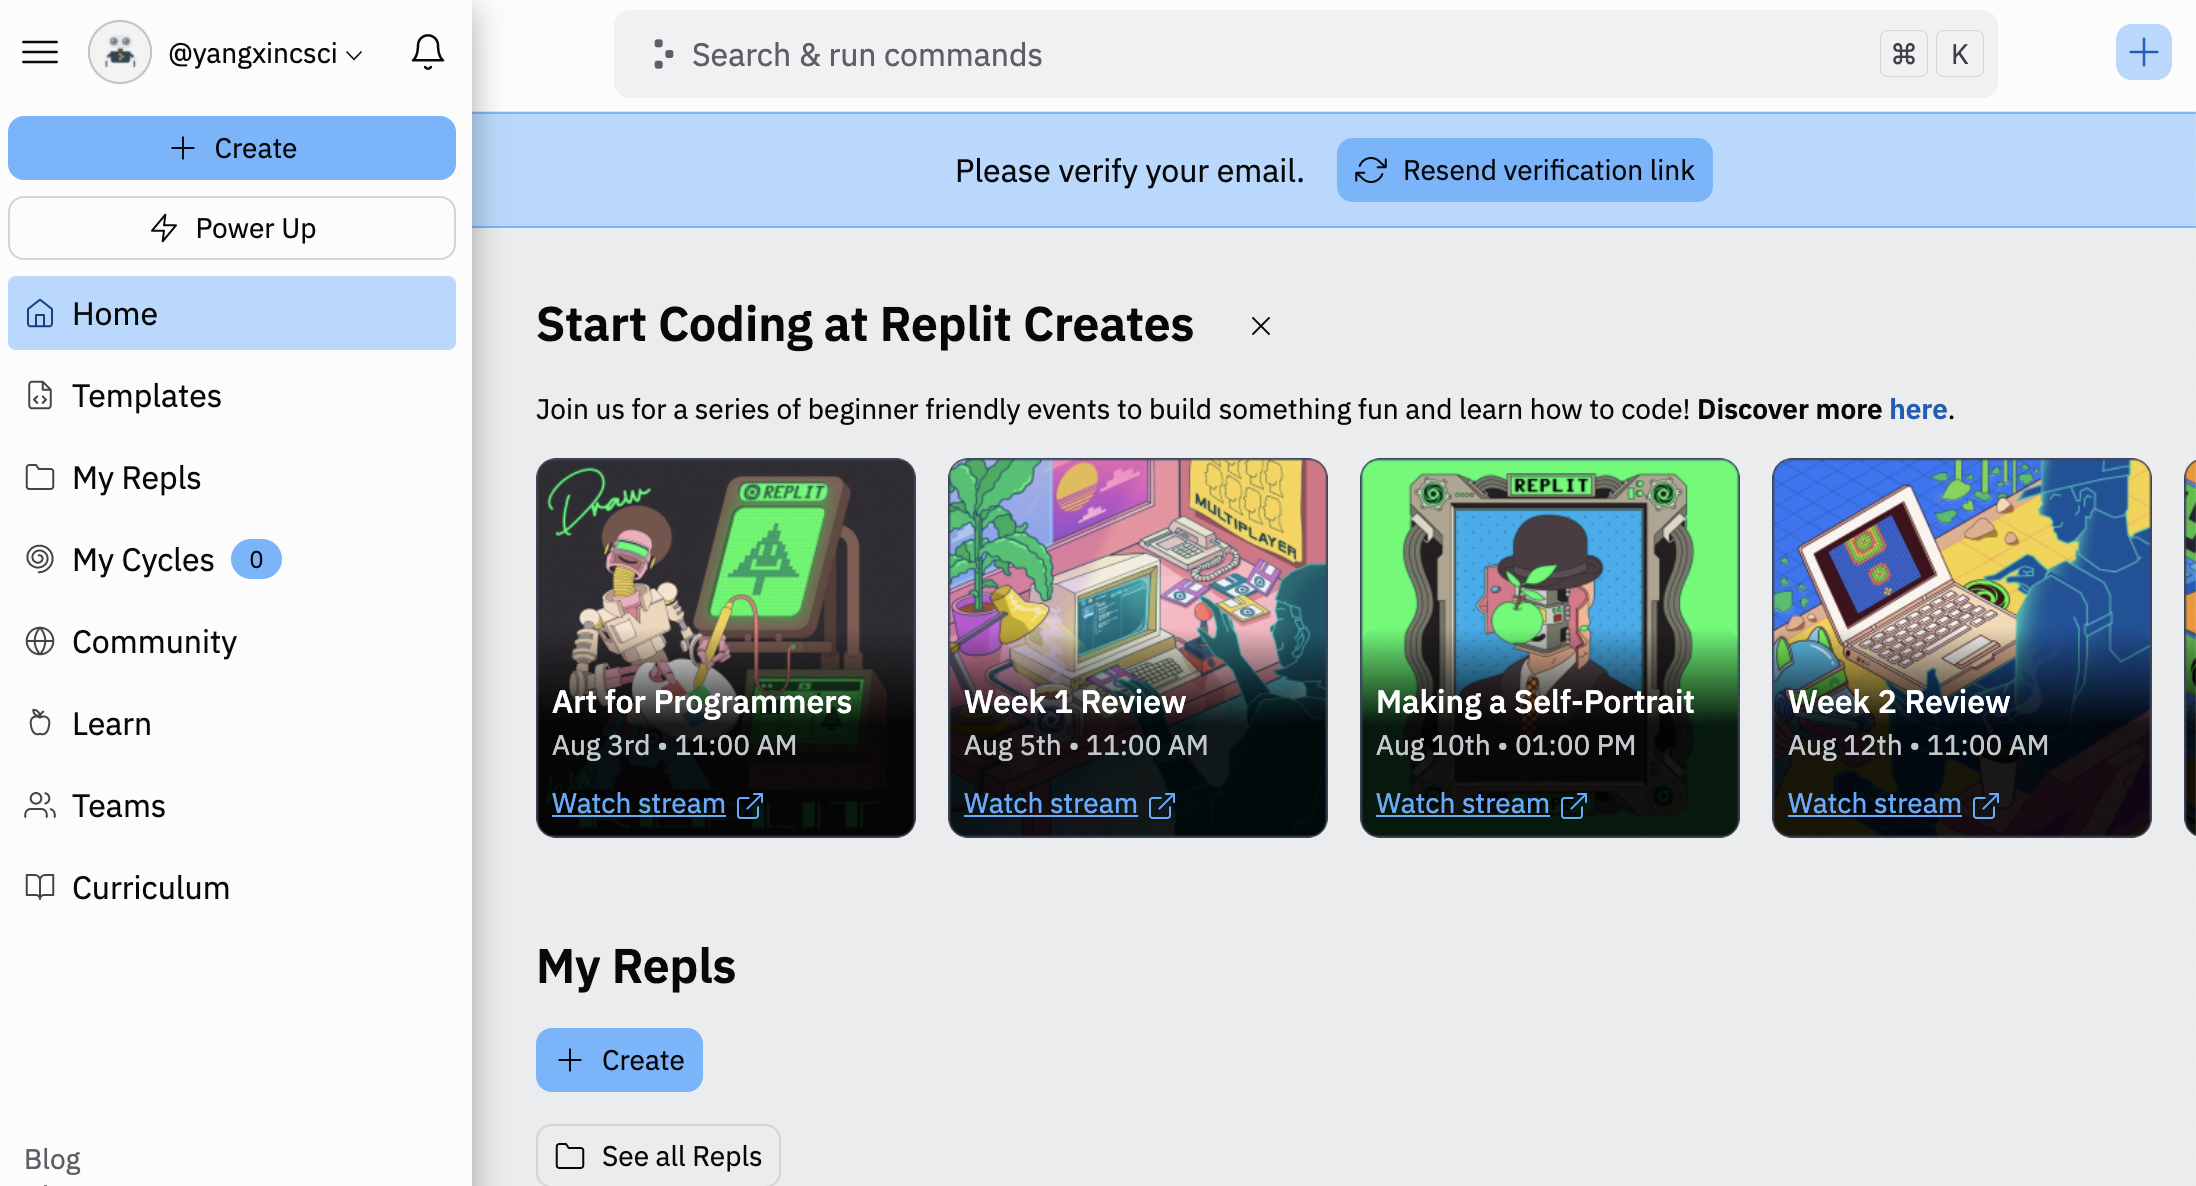 @yangxincsci
Search & run commands
⌘ K
Create
Power Up
Home
Templates
My Repls
My Cycles 0
Community
Learn
Teams
Curriculum
Blog
Please verify your email.
Resend verification link
Start Coding at Replit Creates
Join us for a series of beginner friendly events to build something fun and learn how to code! Discover more here.
Draw
REPLIT
Art for Programmers
Aug 3rd • 11:00 AM
Watch stream
MULTIPLAYER
Week 1 Review
Aug 5th • 11:00 AM
Watch stream
REPLIT
Making a Self-Portrait
Aug 10th • 01:00 PM
Watch stream
Week 2 Review
Aug 12th • 11:00 AM
Watch stream
My Repls
Create
See all Repls